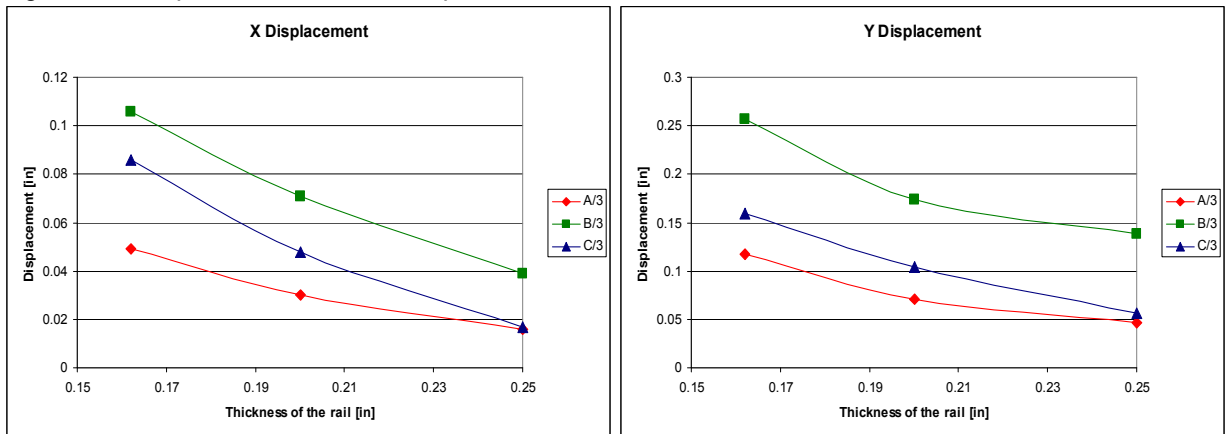 X Displacement
0.12
0.1
0.08
0.06
0.04
0.02
0
0.15
0.17
0.19
0.21
0.23
0.25
Displacement [in]
Thickness of the rail [in]
A/3
B/3
C/3
Y Displacement
0.3
0.25
0.2
0.15
0.1
0.05
0
0.15
0.17
0.19
0.21
0.23
0.25
Displacement [in]
Thickness of the rail [in]
A/3
B/3
C/3